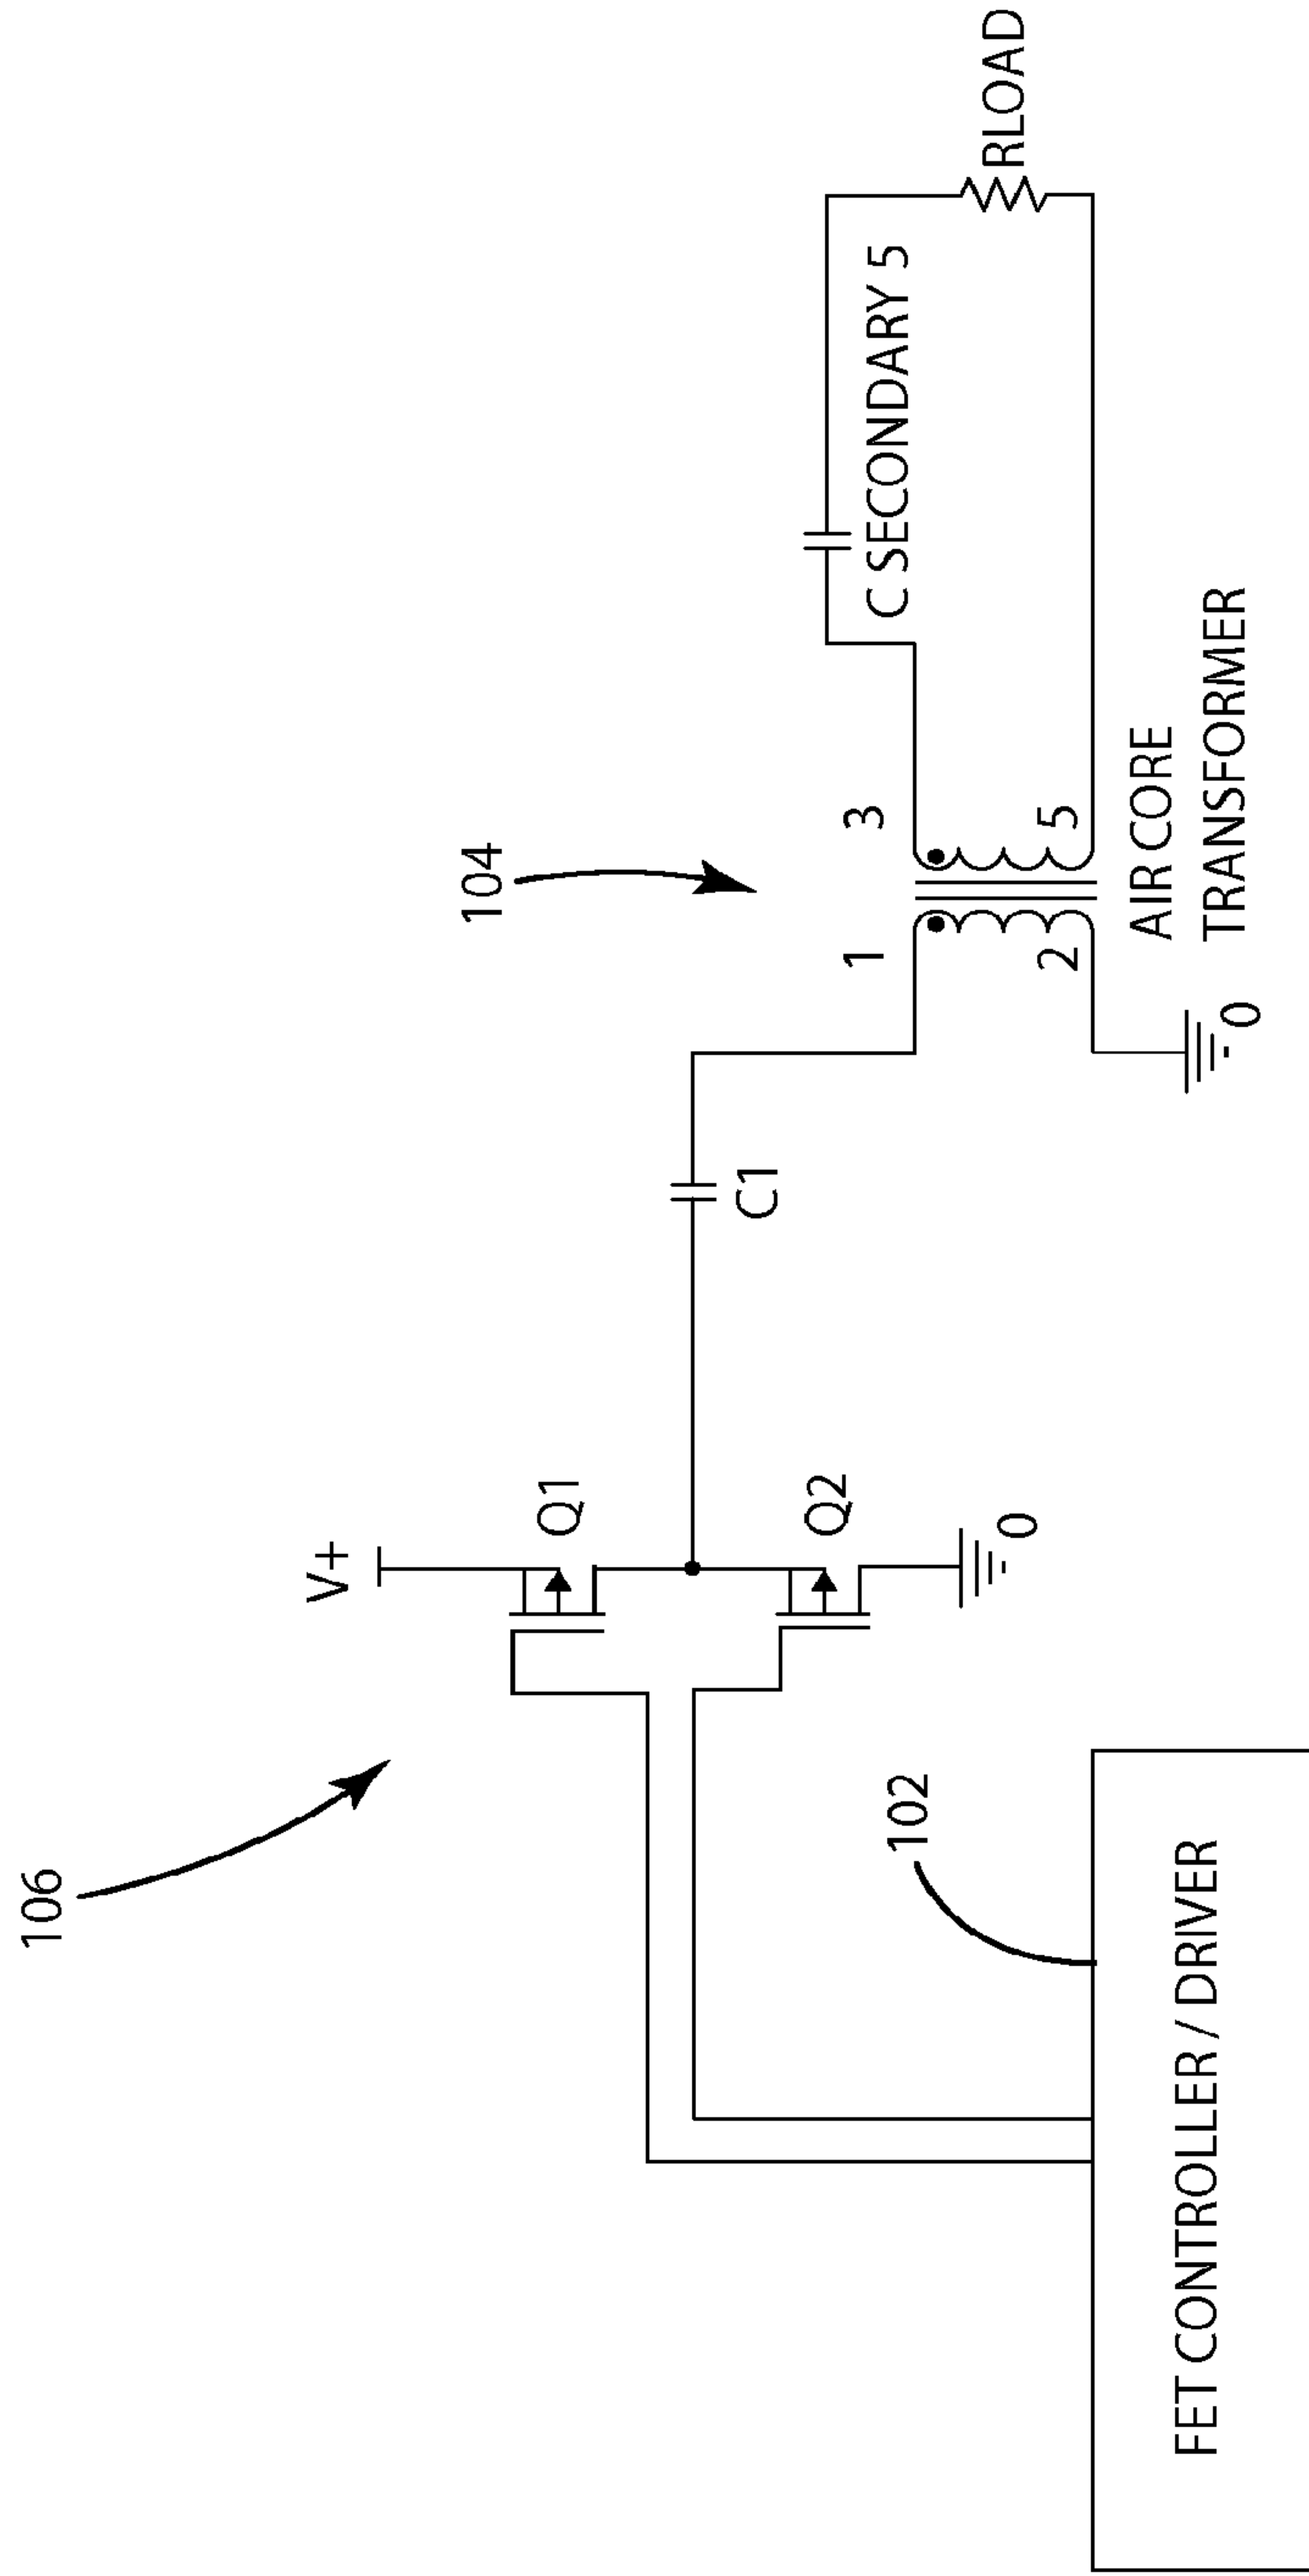 106
104
V+
Q1
C1
C SECONDARY 5
RLOAD
1
3
Q2
102
2
5
0
AIR CORE
TRANSFORMER
0
FET CONTROLLER / DRIVER